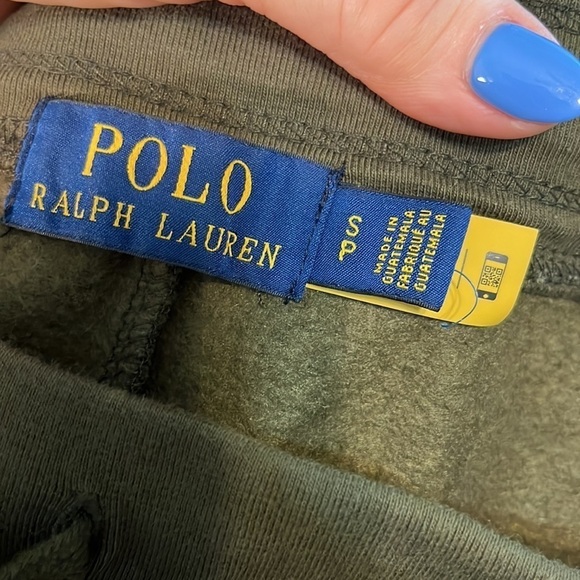 POLO
RALPH LAUREN
S
P
MADE IN
GUATEMALA
FABRIQUÉ AU
GUATEMALA